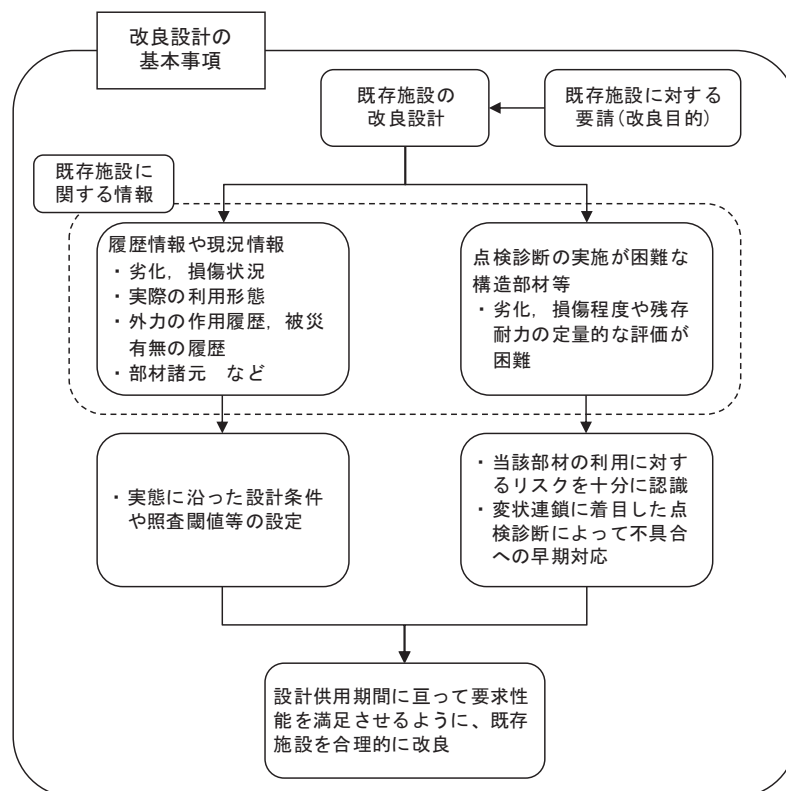 改良設計の
基本事項
既存施設の
改良設計
既存施設に対する
要請(改良目的)
既存施設に
関する情報
履歴情報や現況情報
・劣化，損傷状況
・実際の利用形態
・外力の作用履歴，被災
有無の履歴
・部材諸元　など
点検診断の実施が困難な
構造部材等
・劣化，損傷程度や残存
耐力の定量的な評価が
困難
・実態に沿った設計条件
や照査閾値等の設定
・当該部材の利用に対す
るリスクを十分に認識
・変状連鎖に着目した点
検診断によって不具合
への早期対応
設計供用期間に亘って要求性
能を満足させるように、既存
施設を合理的に改良